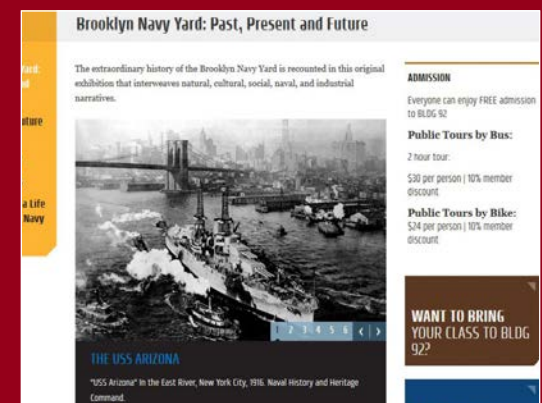 Brooklyn Navy Yard: Past, Present and Future
The extraordinary history of the Brooklyn Navy Yard is recounted in this original
exhibition that interweaves natural, cultural, social, naval, and industrial
narratives.
1 2 3 4 5 6 < >
THE USS ARIZONA
"USS Arizona" In the East River, New York City, 1916. Naval History and Heritage
Command.
uture
a Life
Navy
ADMISSION
Everyone can enjoy FREE admission
to BLDG 92
Public Tours by Bus:
2 hour tour:
$30 per person | 10% member
discount
Public Tours by Bike:
$24 per person | 10% member
discount
WANT TO BRING
YOUR CLASS TO BLDG
92?